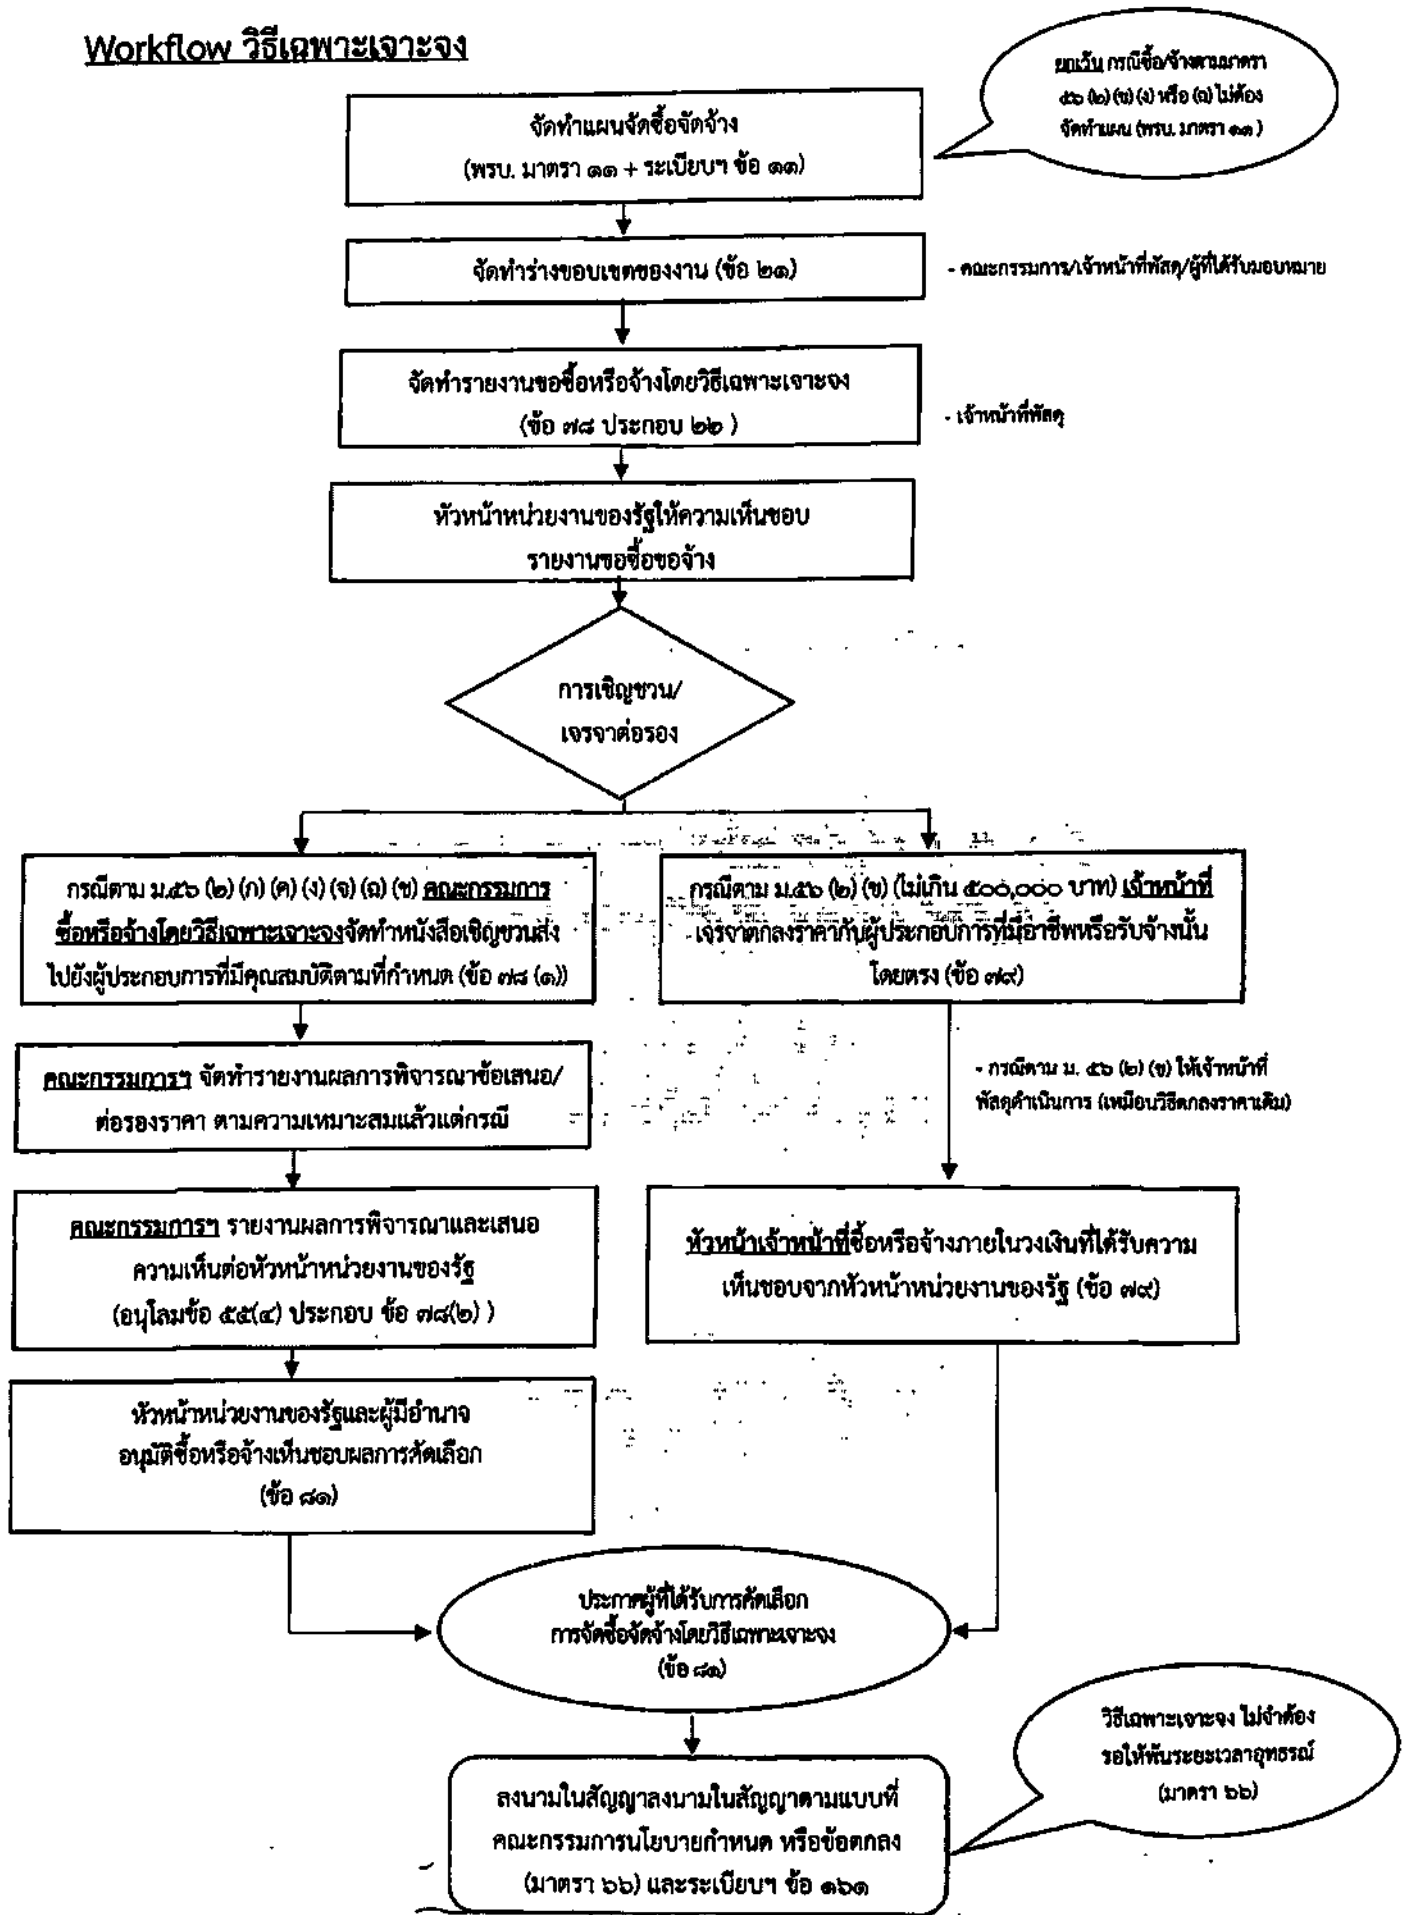 Workflow วิธีเฉพาะเจาะจง
ยกเว้น กรณีซื้อ/จ้างตามมาตรา
๕๖ (๒) (ข) (ง) หรือ (ฉ) ไม่ต้อง
จัดทำแผน (พรบ. มาตรา ๑๑ )
จัดทำแผนจัดซื้อจัดจ้าง
(พรบ. มาตรา ๑๑ + ระเบียบฯ ข้อ ๑๑)
จัดทำร่างขอบเขตของงาน (ข้อ ๒๑)
- คณะกรรมการ/เจ้าหน้าที่พัสดุ/ผู้ที่ได้รับมอบหมาย
จัดทำรายงานขอซื้อหรือจ้างโดยวิธีเฉพาะเจาะจง
(ข้อ ๗๘ ประกอบ ๒๒ )
- เจ้าหน้าที่พัสดุ
หัวหน้าหน่วยงานของรัฐให้ความเห็นชอบ
รายงานขอซื้อขอจ้าง
การเชิญชวน/
เจรจาต่อรอง
กรณีตาม ม.๕๖ (๒) (ก) (ค) (ง) (จ) (ฉ) (ช) คณะกรรมการ
ซื้อหรือจ้างโดยวิธีเฉพาะเจาะจงจัดทำหนังสือเชิญชวนส่ง
ไปยังผู้ประกอบการที่มีคุณสมบัติตามที่กำหนด (ข้อ ๗๘ (๑))
กรณีตาม ม.๕๖ (๒) (ข) (ไม่เกิน ๕๐๐,๐๐๐ บาท) เจ้าหน้าที่
เจรจาตกลงราคากับผู้ประกอบการที่มีอาชีพหรือรับจ้างนั้น
โดยตรง (ข้อ ๗๙)
คณะกรรมการฯ จัดทำรายงานผลการพิจารณาข้อเสนอ/
ต่อรองราคา ตามความเหมาะสมแล้วแต่กรณี
- กรณีตาม ม. ๕๖ (๒) (ข) ให้เจ้าหน้าที่
พัสดุดำเนินการ (เหมือนวิธีตกลงราคาเดิม)
คณะกรรมการฯ รายงานผลการพิจารณาและเสนอ
ความเห็นต่อหัวหน้าหน่วยงานของรัฐ
(อนุโลมข้อ ๕๕(๔) ประกอบ ข้อ ๗๘(๒) )
หัวหน้าเจ้าหน้าที่ซื้อหรือจ้างภายในวงเงินที่ได้รับความ
เห็นชอบจากหัวหน้าหน่วยงานของรัฐ (ข้อ ๗๙)
หัวหน้าหน่วยงานของรัฐและผู้มีอำนาจ
อนุมัติซื้อหรือจ้างเห็นชอบผลการคัดเลือก
(ข้อ ๘๑)
ประกาศผู้ที่ได้รับการคัดเลือก
การจัดซื้อจัดจ้างโดยวิธีเฉพาะเจาะจง
(ข้อ ๘๑)
วิธีเฉพาะเจาะจง ไม่จำต้อง
รอให้พ้นระยะเวลาอุทธรณ์
(มาตรา ๖๖)
ลงนามในสัญญาลงนามในสัญญาตามแบบที่
คณะกรรมการนโยบายกำหนด หรือข้อตกลง
(มาตรา ๖๖) และระเบียบฯ ข้อ ๑๖๑